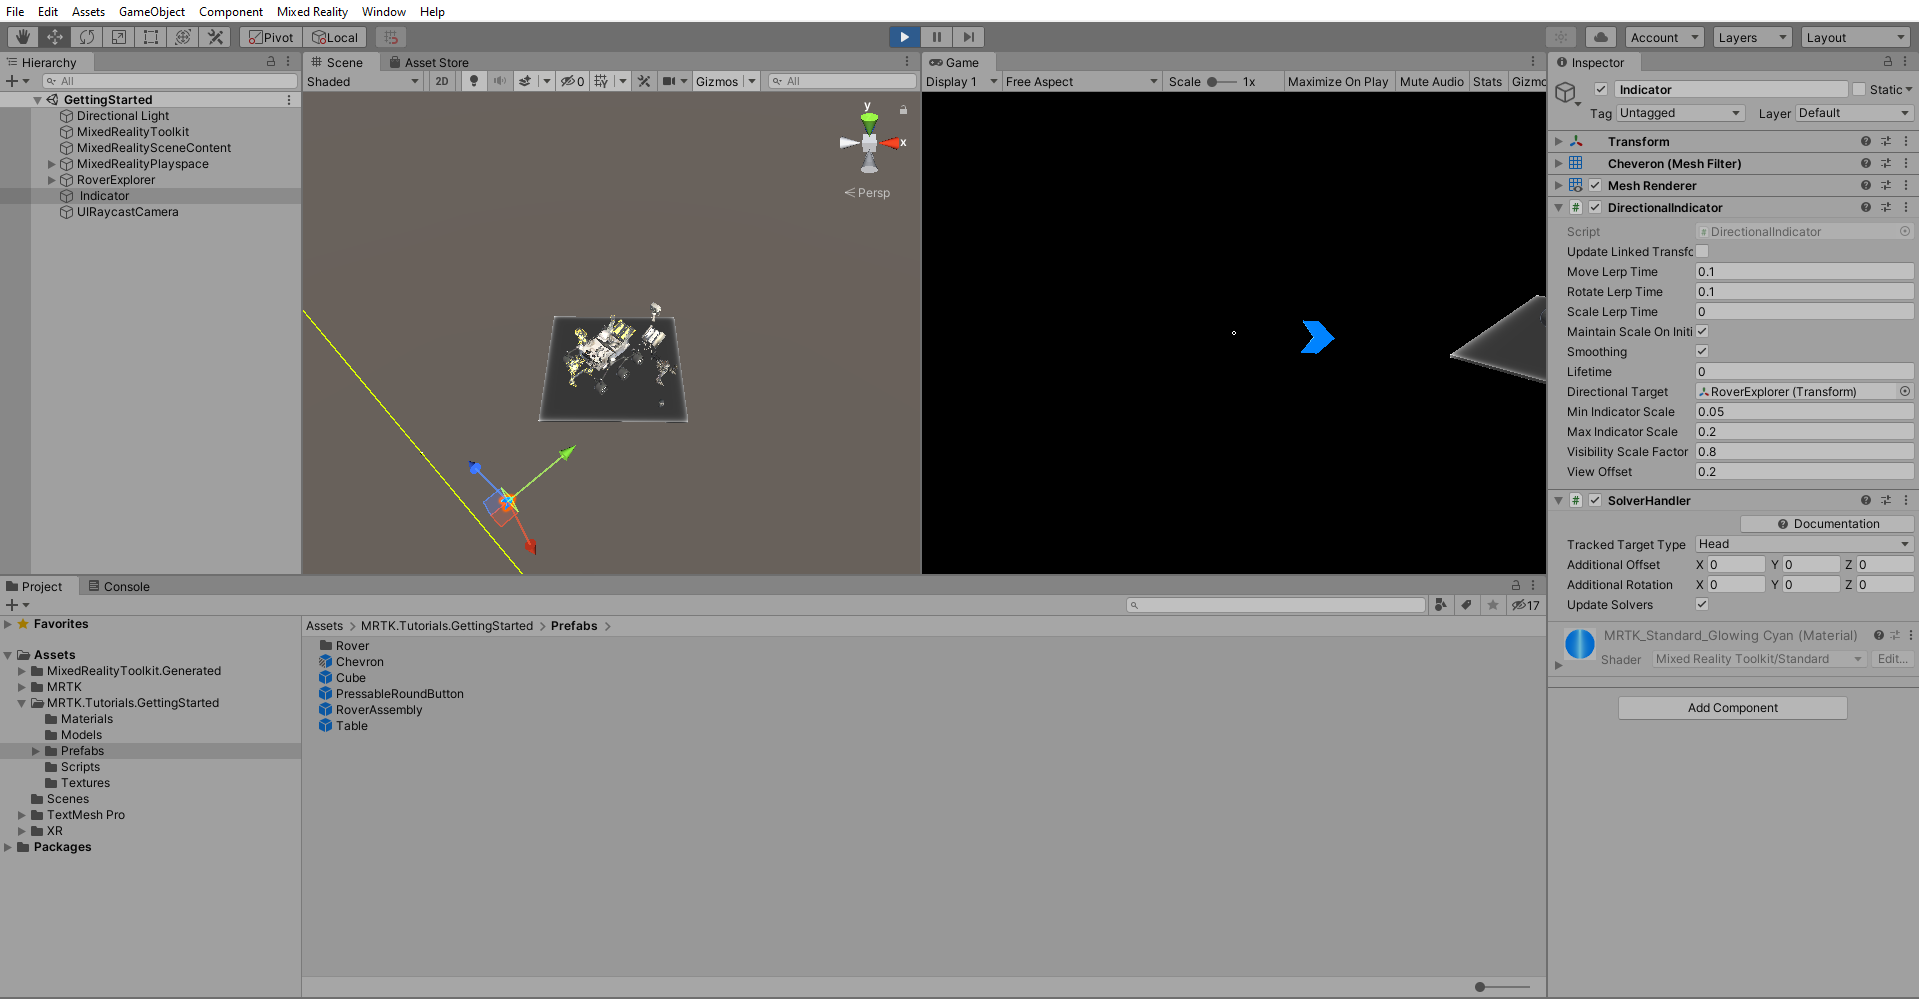 File Edit Assets GameObject Component Mixed Reality Window Help
Pivot Local
Account Layers Layout
Hierarchy
All
GettingStarted
Directional Light
MixedRealityToolkit
MixedRealitySceneContent
MixedRealityPlayspace
RoverExplorer
Indicator
UIRaycastCamera
Scene Asset Store
Shaded 2D 0 Gizmos All
y
x
Persp
Game
Display 1 Free Aspect Scale 1x Maximize On Play Mute Audio Stats Gizmo
Inspector
Indicator Static
Tag Untagged Layer Default
Transform
Cheveron (Mesh Filter)
Mesh Renderer
DirectionalIndicator
Script DirectionalIndicator
Update Linked Transfo
Move Lerp Time 0.1
Rotate Lerp Time 0.1
Scale Lerp Time 0
Maintain Scale On Initi
Smoothing
Lifetime 0
Directional Target RoverExplorer (Transform)
Min Indicator Scale 0.05
Max Indicator Scale 0.2
Visibility Scale Factor 0.8
View Offset 0.2
SolverHandler
Documentation
Tracked Target Type Head
Additional Offset X 0 Y 0 Z 0
Additional Rotation X 0 Y 0 Z 0
Update Solvers
MRTK_Standard_Glowing Cyan (Material)
Shader Mixed Reality Toolkit/Standard Edit...
Add Component
Project Console
17
Favorites
Assets
MixedRealityToolkit.Generated
MRTK
MRTK.Tutorials.GettingStarted
Materials
Models
Prefabs
Scripts
Textures
Scenes
TextMesh Pro
XR
Packages
Assets > MRTK.Tutorials.GettingStarted > Prefabs >
Rover
Chevron
Cube
PressableRoundButton
RoverAssembly
Table